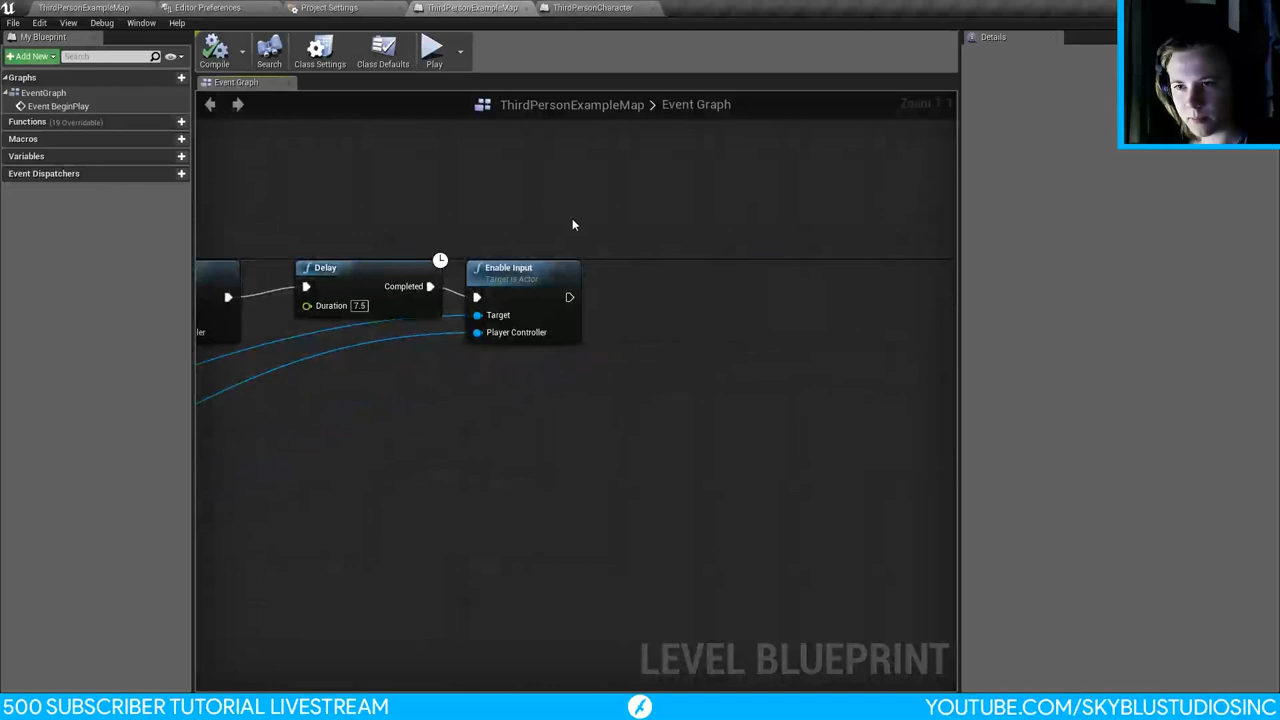 ThirdPersonExampleMap
Editor Preferences
Project Settings
ThirdPersonExampleMap
ThirdPersonCharacter
File Edit View Debug Window Help
My Blueprint
Details
Add New
Search
Compile
Search
Class Settings
Class Defaults
Play
Graphs
EventGraph
Event BeginPlay
Functions (19 Overridable)
Macros
Variables
Event Dispatchers
Event Graph
ThirdPersonExampleMap > Event Graph
Zoom 1:1
Delay
Completed
Duration 7.5
ller
Enable Input
Target is Actor
Target
Player Controller
LEVEL BLUEPRINT
500 SUBSCRIBER TUTORIAL LIVESTREAM
YOUTUBE.COM/SKYBLUSTUDIOSINC